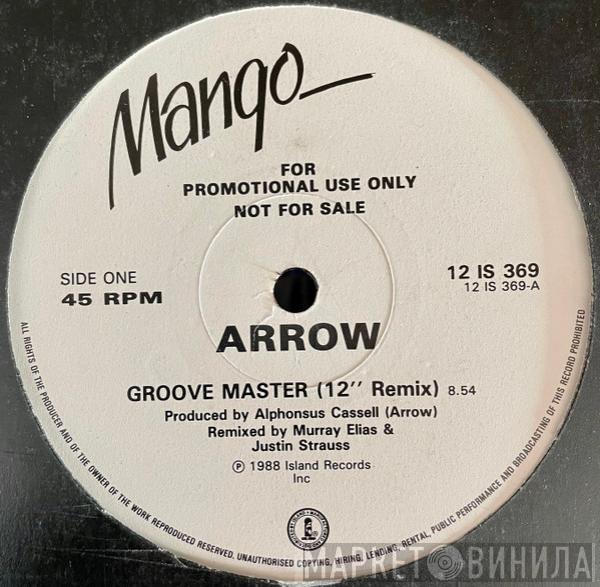 Mango
FOR
PROMOTIONAL USE ONLY
NOT FOR SALE
SIDE ONE
45 RPM
12 IS 369
12 IS 369-A
ARROW
GROOVE MASTER (12'' Remix) 8.54
Produced by Alphonsus Cassell (Arrow)
Remixed by Murray Elias &
Justin Strauss
℗ 1988 Island Records
Inc
ALL RIGHTS OF THE PRODUCER AND OF THE OWNER OF THE WORK REPRODUCED RESERVED. UNAUTHORISED COPYING, HIRING, LENDING, RENTAL, PUBLIC PERFORMANCE AND BROADCASTING OF THIS RECORD PROHIBITED
МАРКЕТ ВИНИЛА